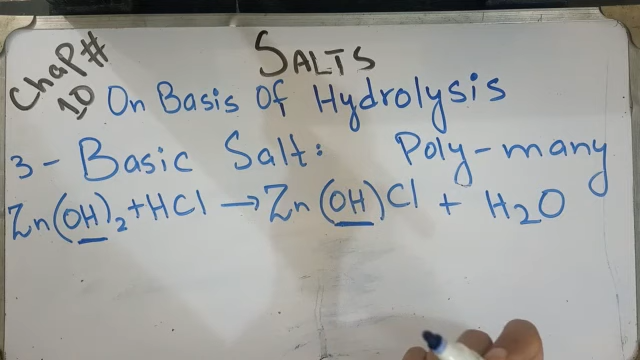 Chap#
10
SALTS
On Basis Of Hydrolysis
3- Basic Salt: Poly-many
Zn(OH)₂+HCl → Zn(OH)Cl + H₂O